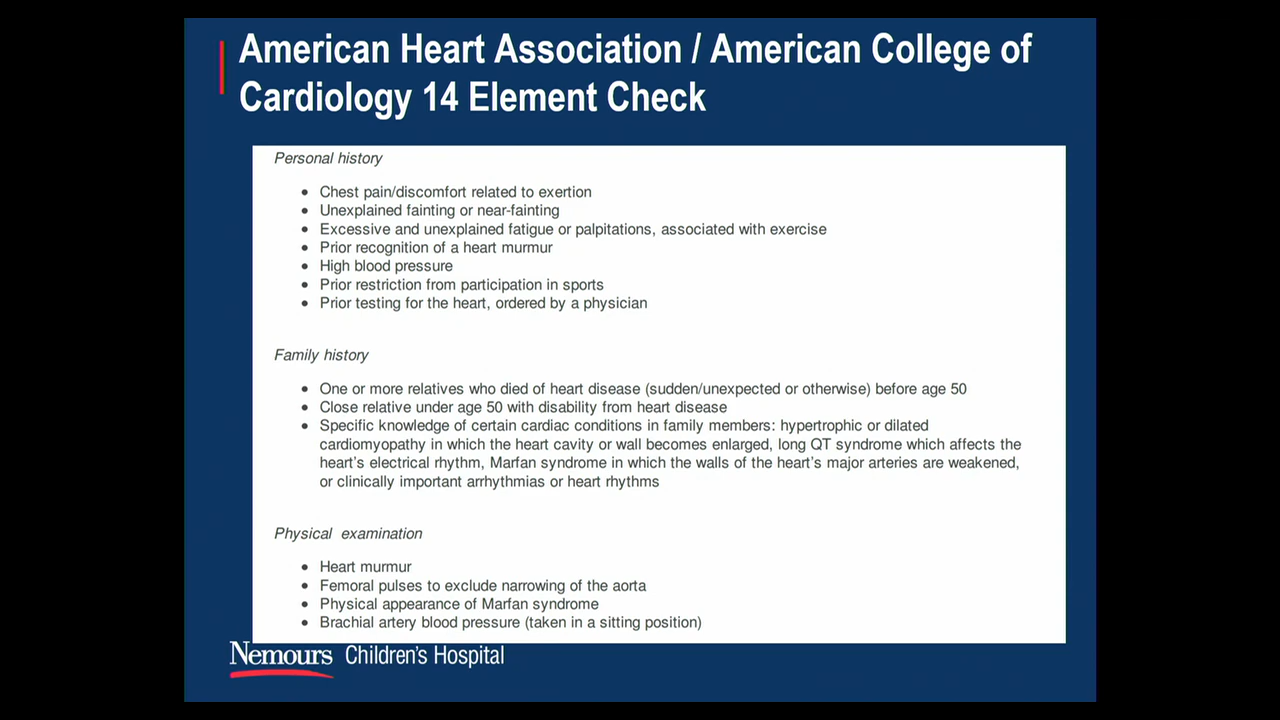 American Heart Association / American College of
Cardiology 14 Element Check
Personal history
• Chest pain/discomfort related to exertion
• Unexplained fainting or near-fainting
• Excessive and unexplained fatigue or palpitations, associated with exercise
• Prior recognition of a heart murmur
• High blood pressure
• Prior restriction from participation in sports
• Prior testing for the heart, ordered by a physician
Family history
• One or more relatives who died of heart disease (sudden/unexpected or otherwise) before age 50
• Close relative under age 50 with disability from heart disease
• Specific knowledge of certain cardiac conditions in family members: hypertrophic or dilated
cardiomyopathy in which the heart cavity or wall becomes enlarged, long QT syndrome which affects the
heart's electrical rhythm, Marfan syndrome in which the walls of the heart's major arteries are weakened,
or clinically important arrhythmias or heart rhythms
Physical examination
• Heart murmur
• Femoral pulses to exclude narrowing of the aorta
• Physical appearance of Marfan syndrome
• Brachial artery blood pressure (taken in a sitting position)
Nemours Children's Hospital